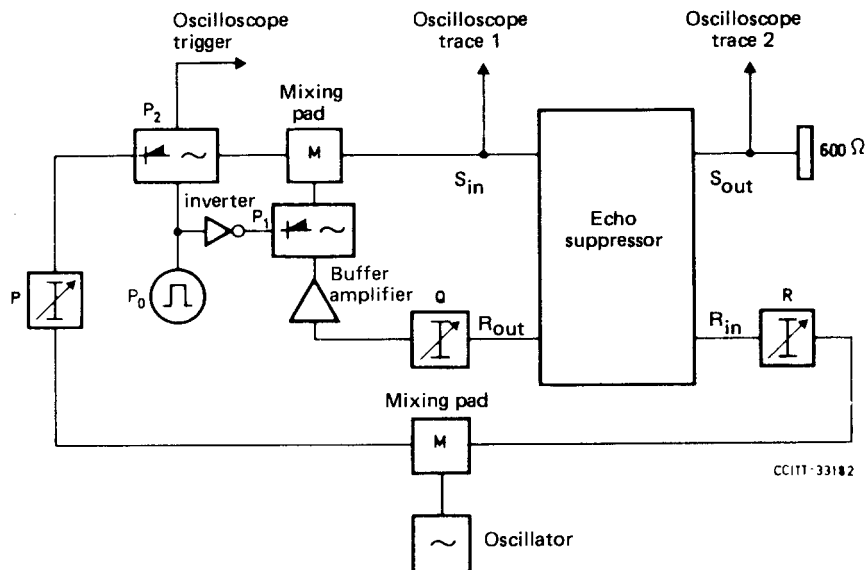 Oscilloscope
trigger
Oscilloscope
trace 1
Oscilloscope
trace 2
P2
Mixing
pad
M
600 Ω
Sin
Sout
inverter
P1
Echo
suppressor
P
P0
Buffer
amplifier
Q
Rout
Rin
R
Mixing pad
M
CCITT-33182
Oscillator